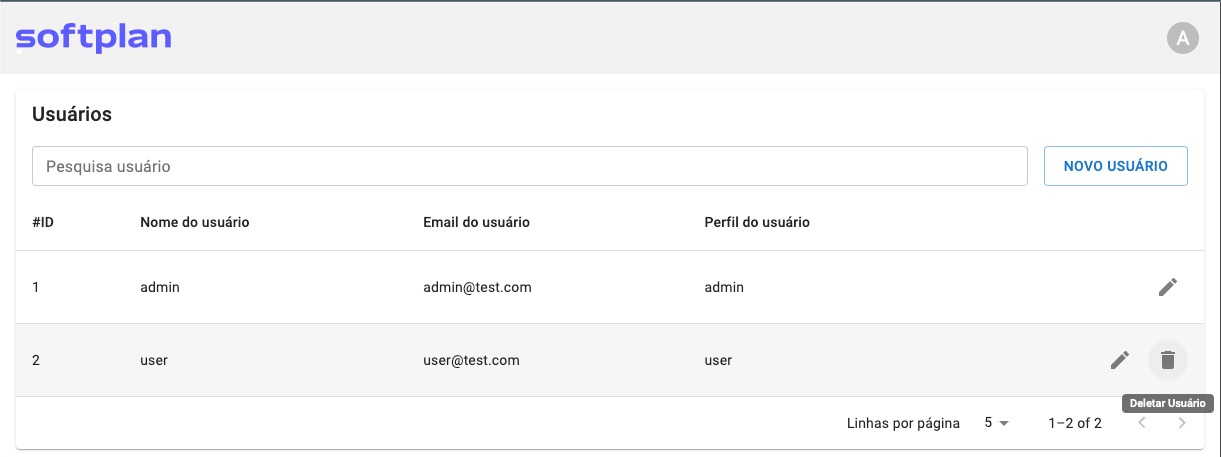 softplan
A
Usuários
Pesquisa usuário
NOVO USUÁRIO
#ID Nome do usuário Email do usuário Perfil do usuário
1 admin admin@test.com admin
2 user user@test.com user
Deletar Usuário
Linhas por página 5 1–2 of 2